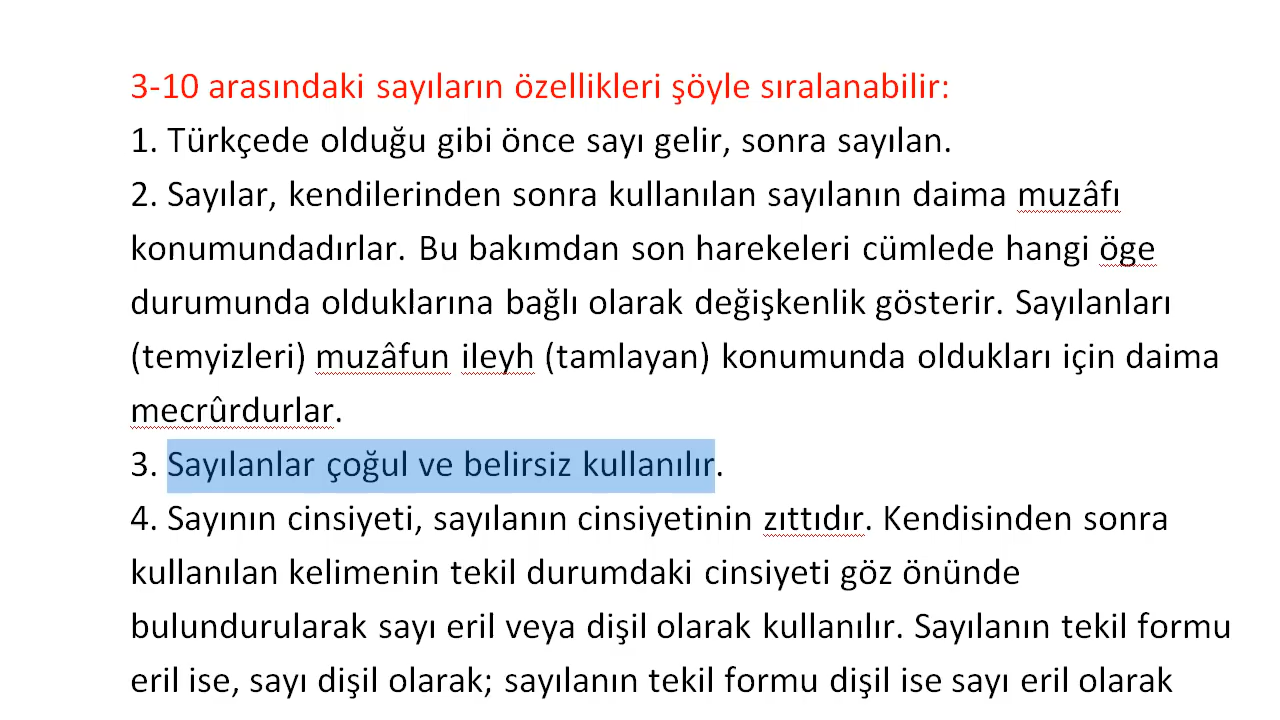 3-10 arasındaki sayıların özellikleri şöyle sıralanabilir:
1. Türkçede olduğu gibi önce sayı gelir, sonra sayılan.
2. Sayılar, kendilerinden sonra kullanılan sayılanın daima muzâfı
konumundadırlar. Bu bakımdan son harekeleri cümlede hangi öge
durumunda olduklarına bağlı olarak değişkenlik gösterir. Sayılanları
(temyizleri) muzâfun ileyh (tamlayan) konumunda oldukları için daima
mecrûrdurlar.
3. Sayılanlar çoğul ve belirsiz kullanılır.
4. Sayının cinsiyeti, sayılanın cinsiyetinin zıttıdır. Kendisinden sonra
kullanılan kelimenin tekil durumdaki cinsiyeti göz önünde
bulundurularak sayı eril veya dişil olarak kullanılır. Sayılanın tekil formu
eril ise, sayı dişil olarak; sayılanın tekil formu dişil ise sayı eril olarak